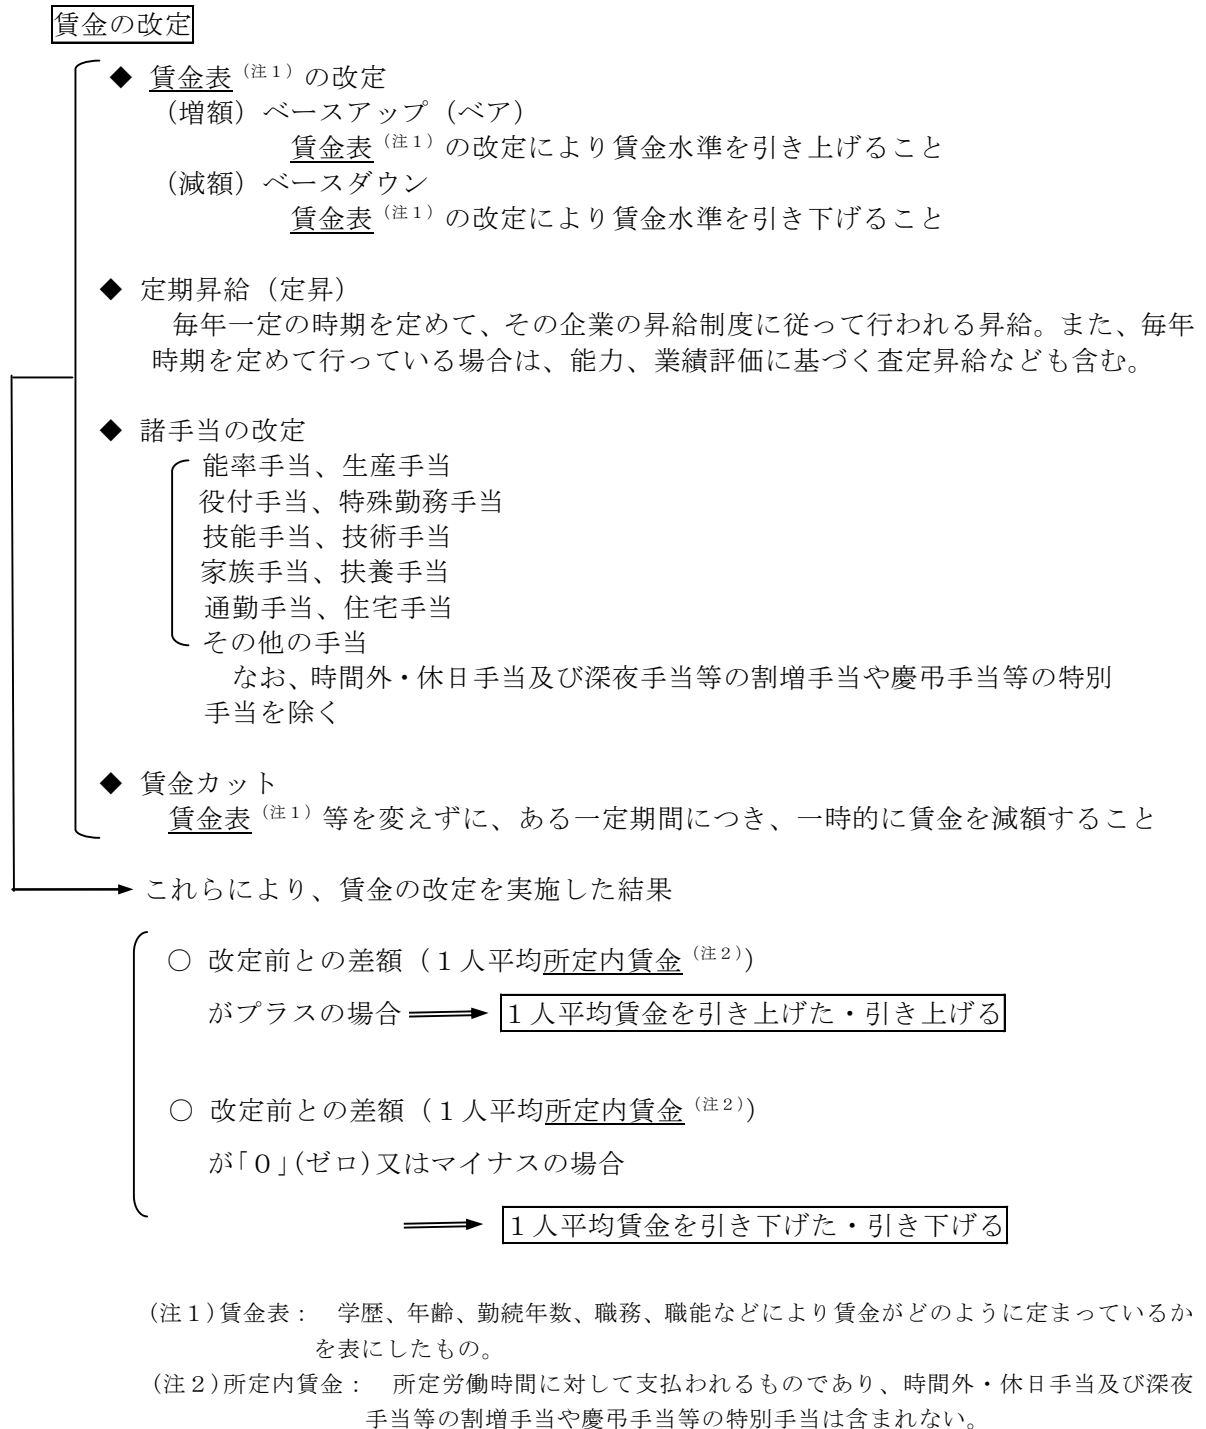 賃金の改定
◆ 賃金表（注１）の改定
（増額）ベースアップ（ベア）
賃金表（注１）の改定により賃金水準を引き上げること
（減額）ベースダウン
賃金表（注１）の改定により賃金水準を引き下げること
◆ 定期昇給（定昇）
毎年一定の時期を定めて、その企業の昇給制度に従って行われる昇給。また、毎年
時期を定めて行っている場合は、能力、業績評価に基づく査定昇給なども含む。
◆ 諸手当の改定
能率手当、生産手当
役付手当、特殊勤務手当
技能手当、技術手当
家族手当、扶養手当
通勤手当、住宅手当
その他の手当
なお、時間外・休日手当及び深夜手当等の割増手当や慶弔手当等の特別
手当を除く
◆ 賃金カット
賃金表（注１）等を変えずに、ある一定期間につき、一時的に賃金を減額すること
これらにより、賃金の改定を実施した結果
○ 改定前との差額（１人平均所定内賃金（注２））
がプラスの場合 １人平均賃金を引き上げた・引き上げる
○ 改定前との差額（１人平均所定内賃金（注２））
が「０」（ゼロ）又はマイナスの場合
１人平均賃金を引き下げた・引き下げる
（注１）賃金表： 学歴、年齢、勤続年数、職務、職能などにより賃金がどのように定まっているか
を表にしたもの。
（注２）所定内賃金： 所定労働時間に対して支払われるものであり、時間外・休日手当及び深夜
手当等の割増手当や慶弔手当等の特別手当は含まれない。